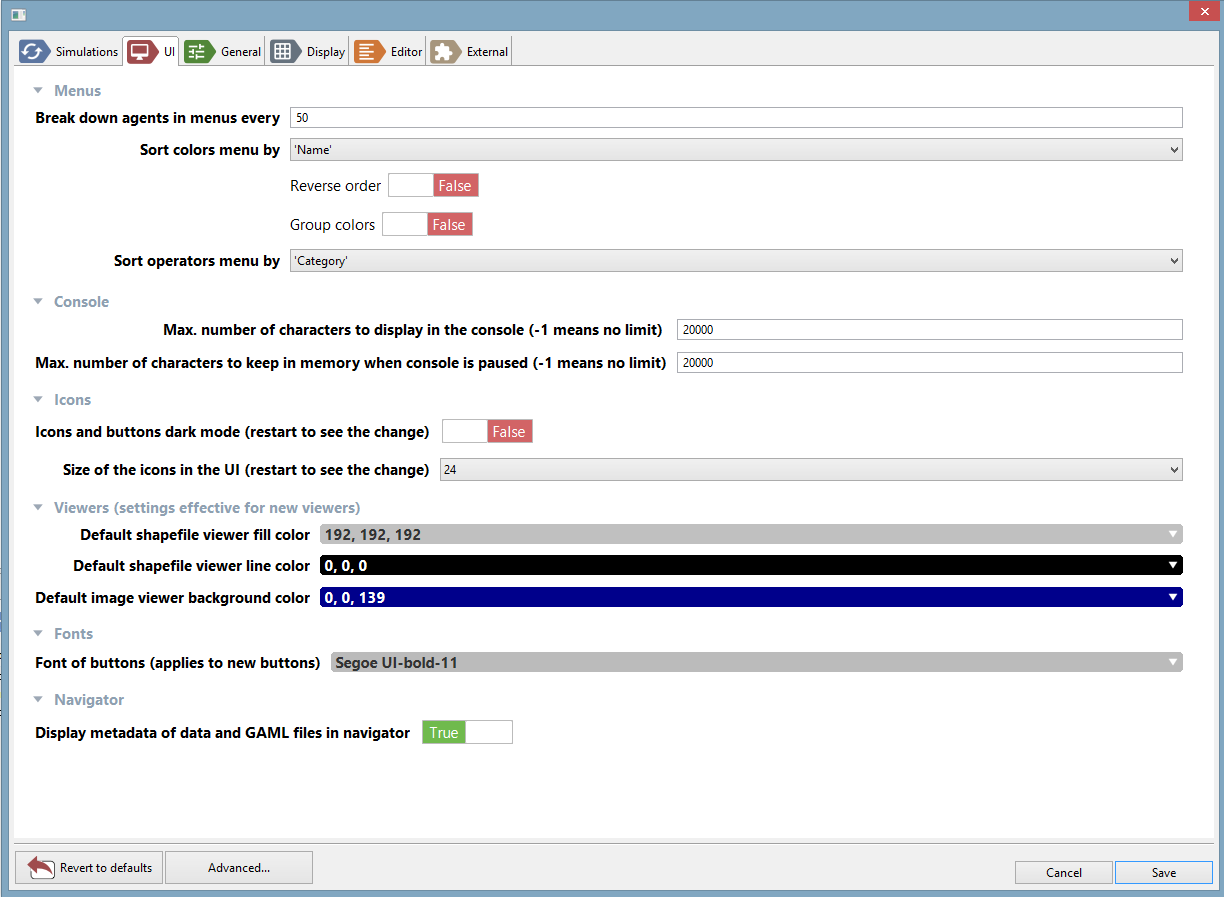 Simulations UI General Display Editor External
Menus
Break down agents in menus every 50
Sort colors menu by 'Name'
Reverse order False
Group colors False
Sort operators menu by 'Category'
Console
Max. number of characters to display in the console (-1 means no limit) 20000
Max. number of characters to keep in memory when console is paused (-1 means no limit) 20000
Icons
Icons and buttons dark mode (restart to see the change) False
Size of the icons in the UI (restart to see the change) 24
Viewers (settings effective for new viewers)
Default shapefile viewer fill color 192, 192, 192
Default shapefile viewer line color 0, 0, 0
Default image viewer background color 0, 0, 139
Fonts
Font of buttons (applies to new buttons) Segoe UI-bold-11
Navigator
Display metadata of data and GAML files in navigator True
Revert to defaults Advanced... Cancel Save